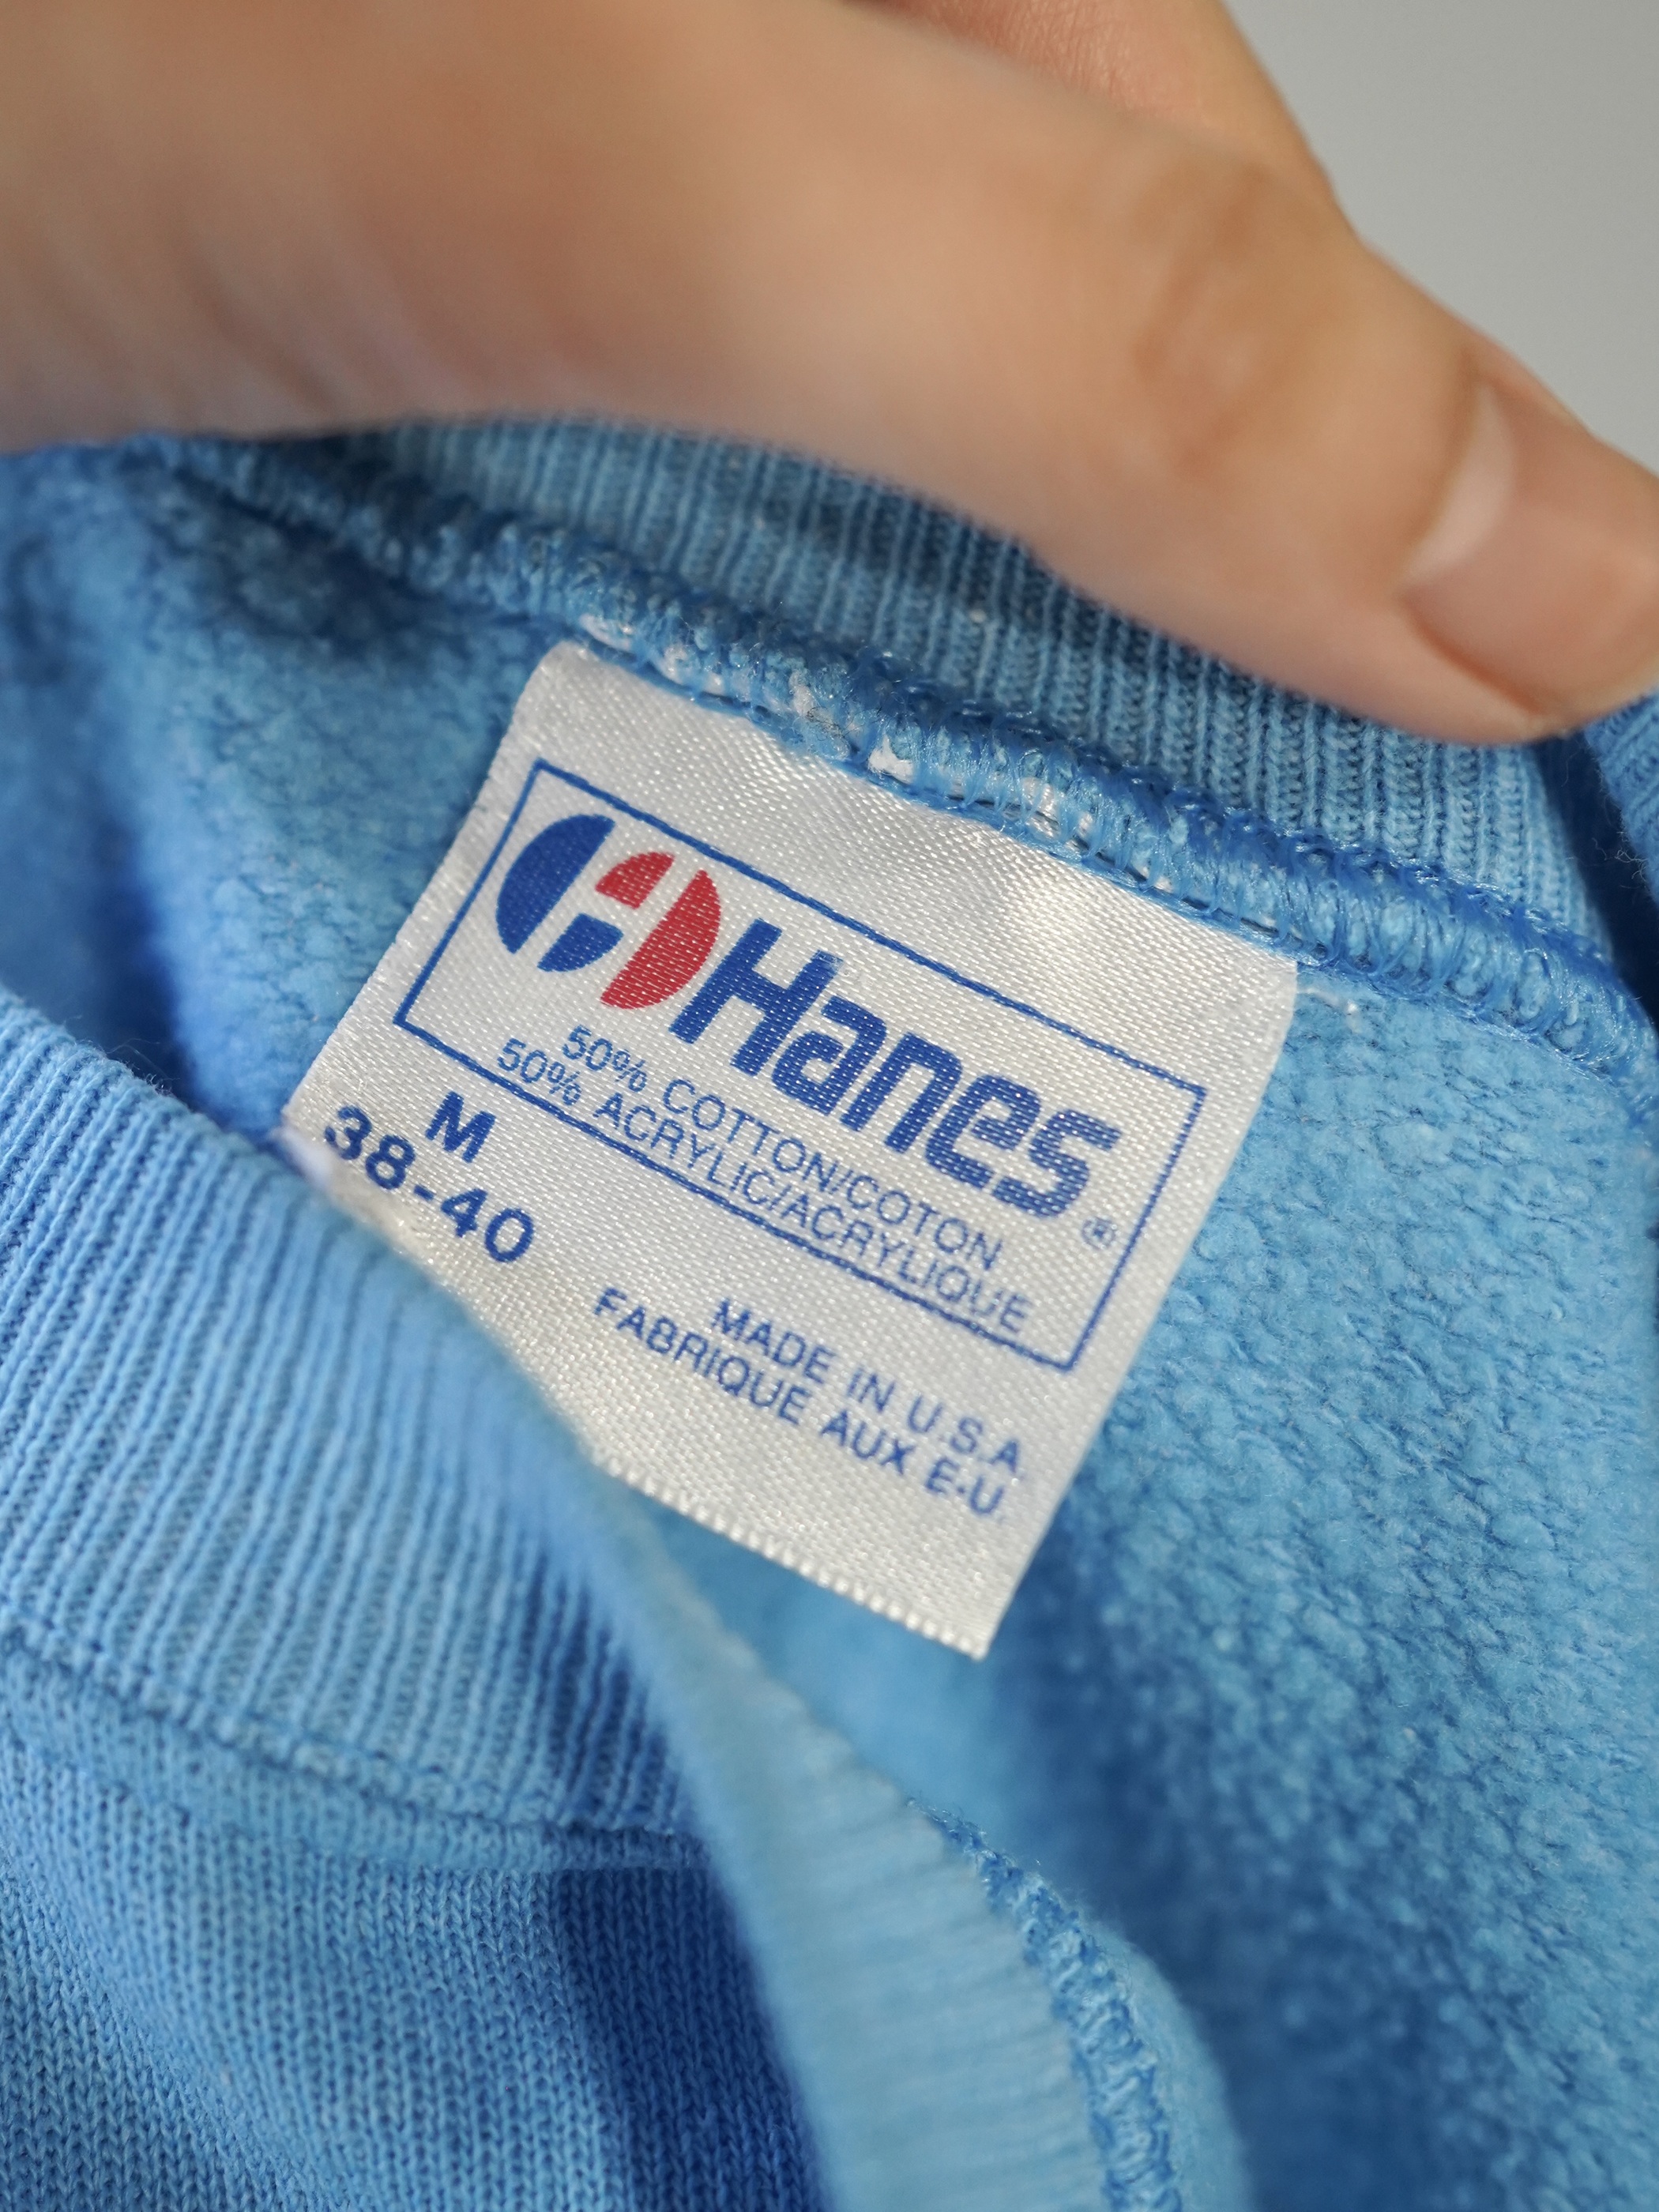 Hanes®
50% COTTON/COTON
50% ACRYLIC/ACRYLIQUE
M
38-40
MADE IN U.S.A.
FABRIQUE AUX E-U.